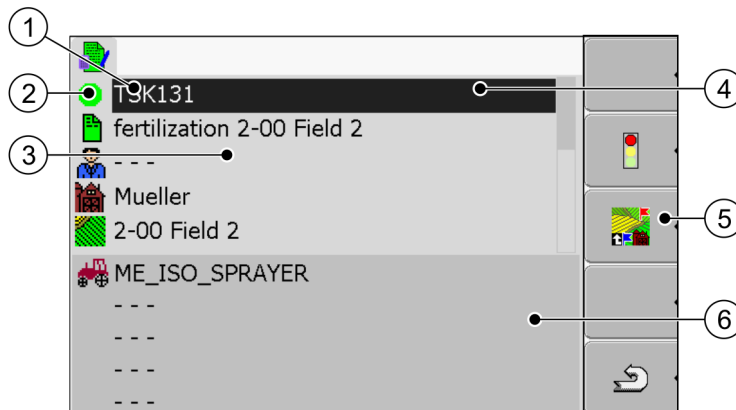 1
2
3
4
5
6
TSK131
fertilization 2-00 Field 2
- - -
Mueller
2-00 Field 2
ME_ISO_SPRAYER
- - -
- - -
- - -
- - -